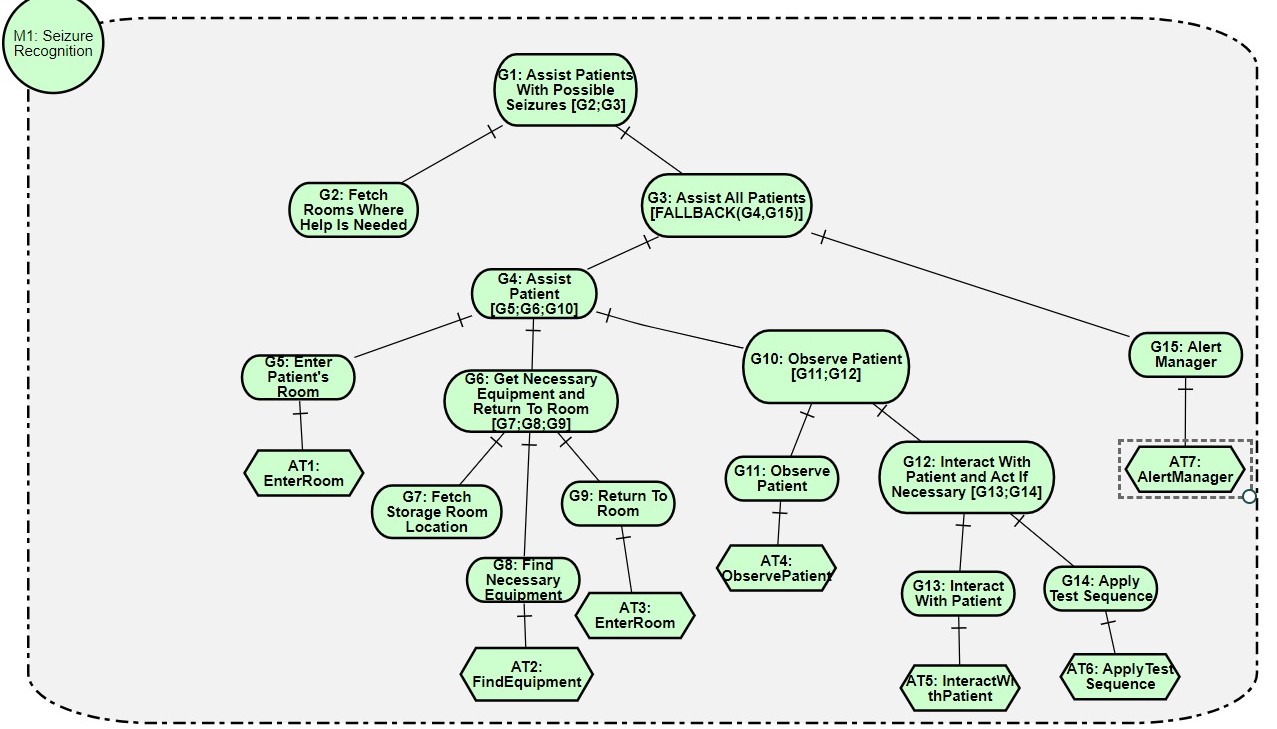 M1: Seizure
Recognition
G1: Assist Patients
With Possible
Seizures [G2;G3]
G2: Fetch
Rooms Where
Help Is Needed
G3: Assist All Patients
[FALLBACK(G4,G15)]
G4: Assist
Patient
[G5;G6;G10]
G5: Enter
Patient's
Room
G6: Get Necessary
Equipment and
Return To Room
[G7;G8;G9]
G10: Observe Patient
[G11;G12]
G15: Alert
Manager
AT1:
EnterRoom
G7: Fetch
Storage Room
Location
G9: Return To
Room
G11: Observe
Patient
G12: Interact With
Patient and Act If
Necessary [G13;G14]
AT7:
AlertManager
G8: Find
Necessary
Equipment
AT3:
EnterRoom
AT4:
ObservePatient
G13: Interact
With Patient
G14: Apply
Test Sequence
AT2:
FindEquipment
AT5: InteractWi
thPatient
AT6: ApplyTest
Sequence